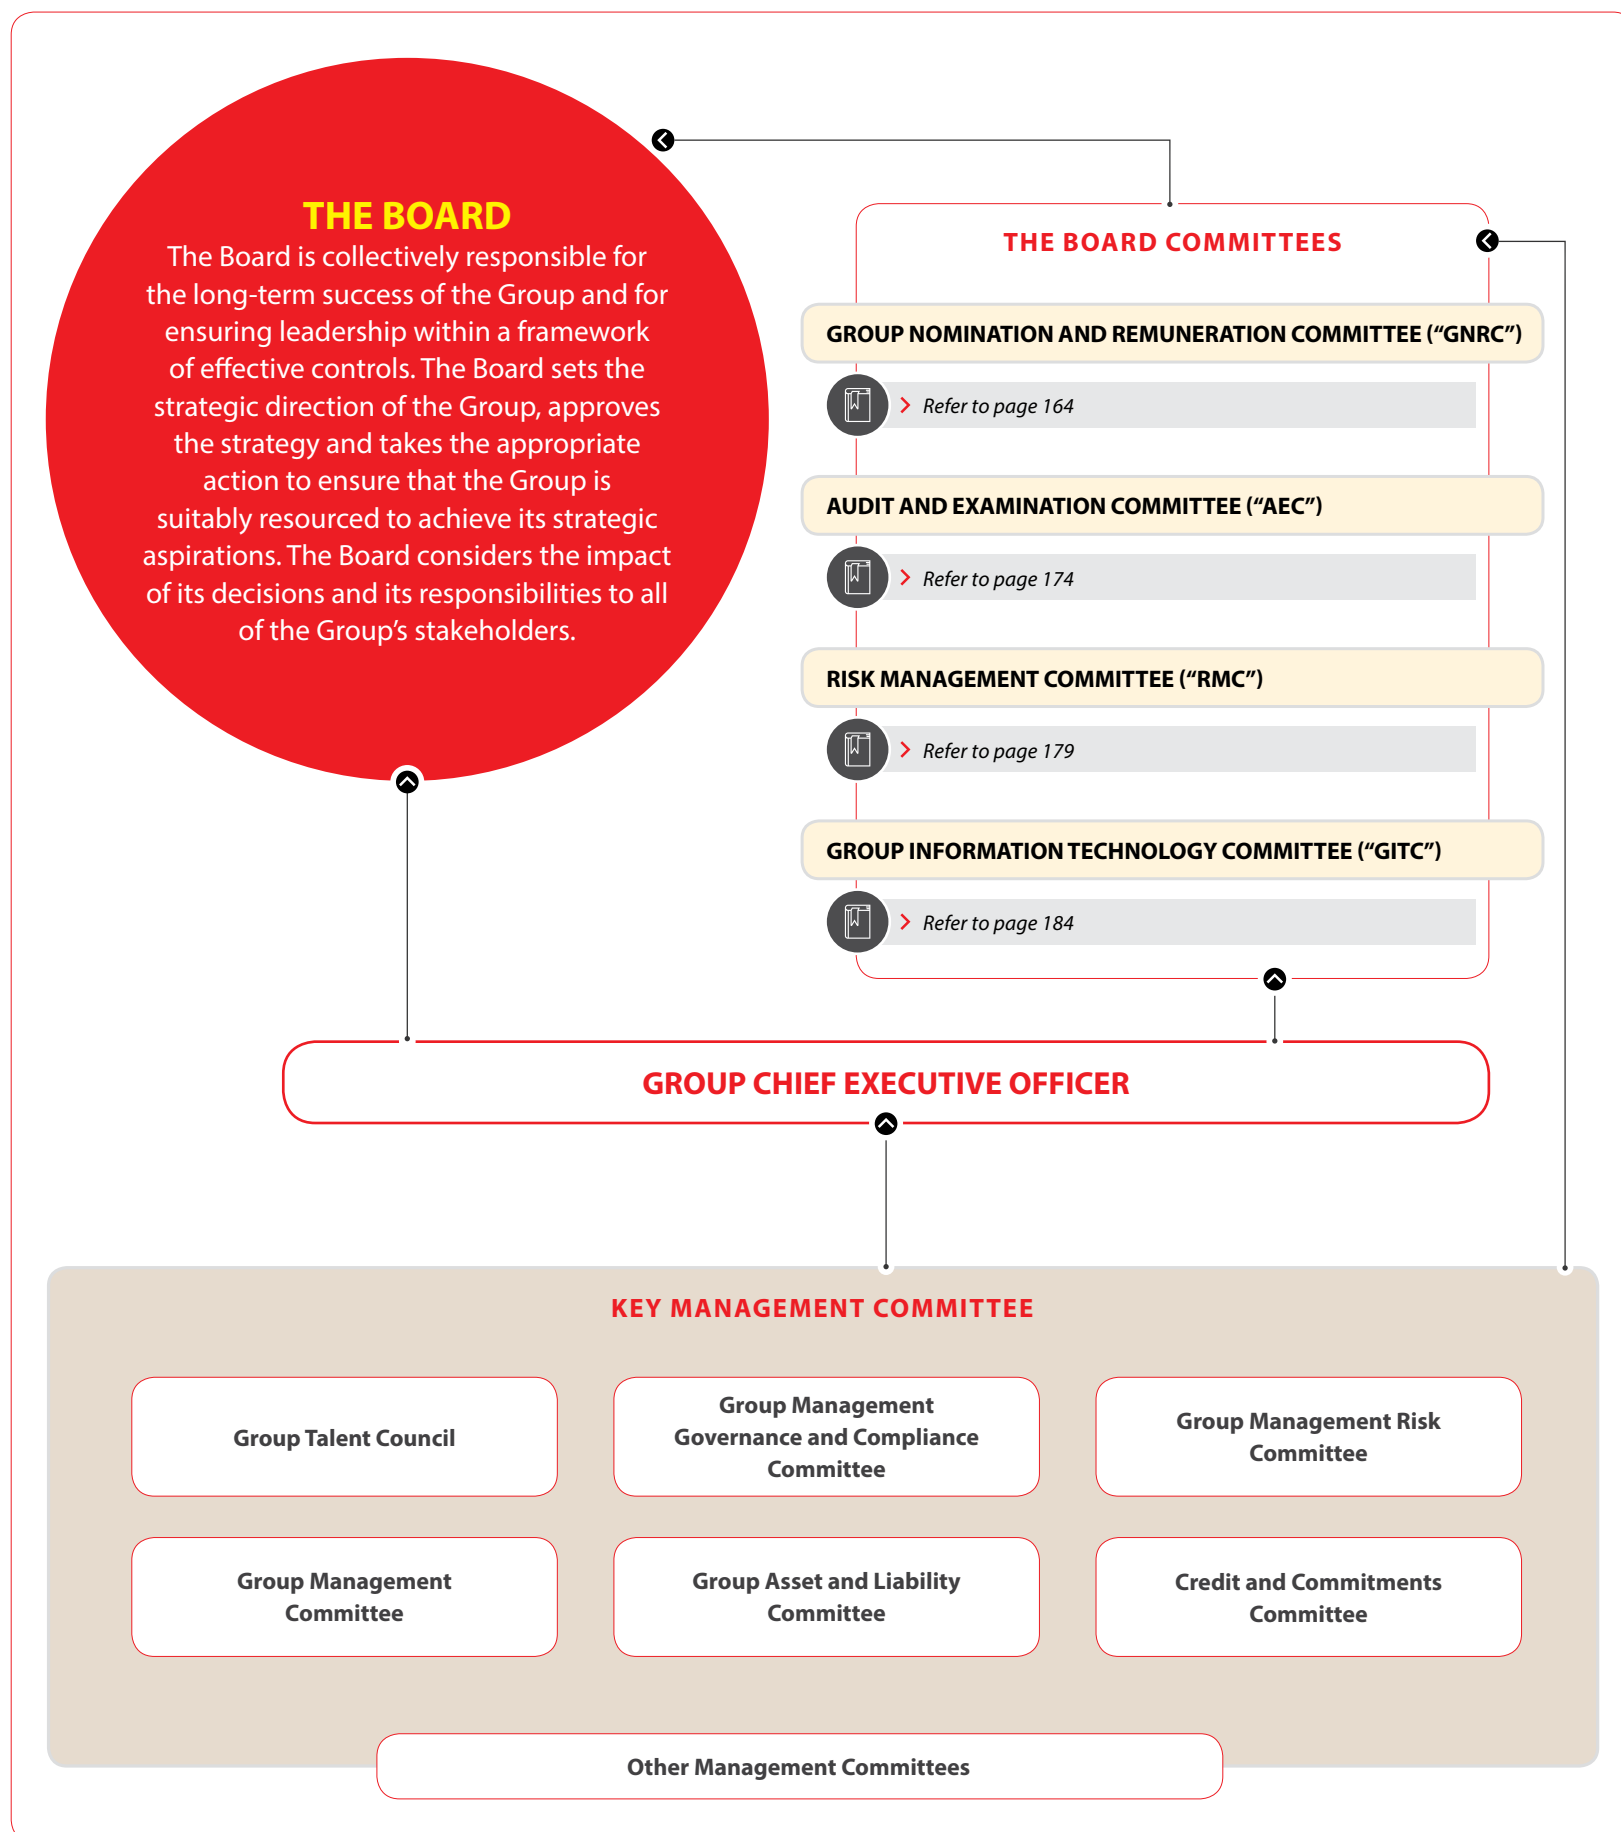 THE BOARD
The Board is collectively responsible for
the long-term success of the Group and for
ensuring leadership within a framework
of effective controls. The Board sets the
strategic direction of the Group, approves
the strategy and takes the appropriate
action to ensure that the Group is
suitably resourced to achieve its strategic
aspirations. The Board considers the impact
of its decisions and its responsibilities to all
of the Group’s stakeholders.
THE BOARD COMMITTEES
GROUP NOMINATION AND REMUNERATION COMMITTEE (“GNRC”)
Refer to page 164
AUDIT AND EXAMINATION COMMITTEE (“AEC”)
Refer to page 174
RISK MANAGEMENT COMMITTEE (“RMC”)
Refer to page 179
GROUP INFORMATION TECHNOLOGY COMMITTEE (“GITC”)
Refer to page 184
GROUP CHIEF EXECUTIVE OFFICER
KEY MANAGEMENT COMMITTEE
Group Talent Council
Group Management
Governance and Compliance
Committee
Group Management Risk
Committee
Group Management
Committee
Group Asset and Liability
Committee
Credit and Commitments
Committee
Other Management Committees